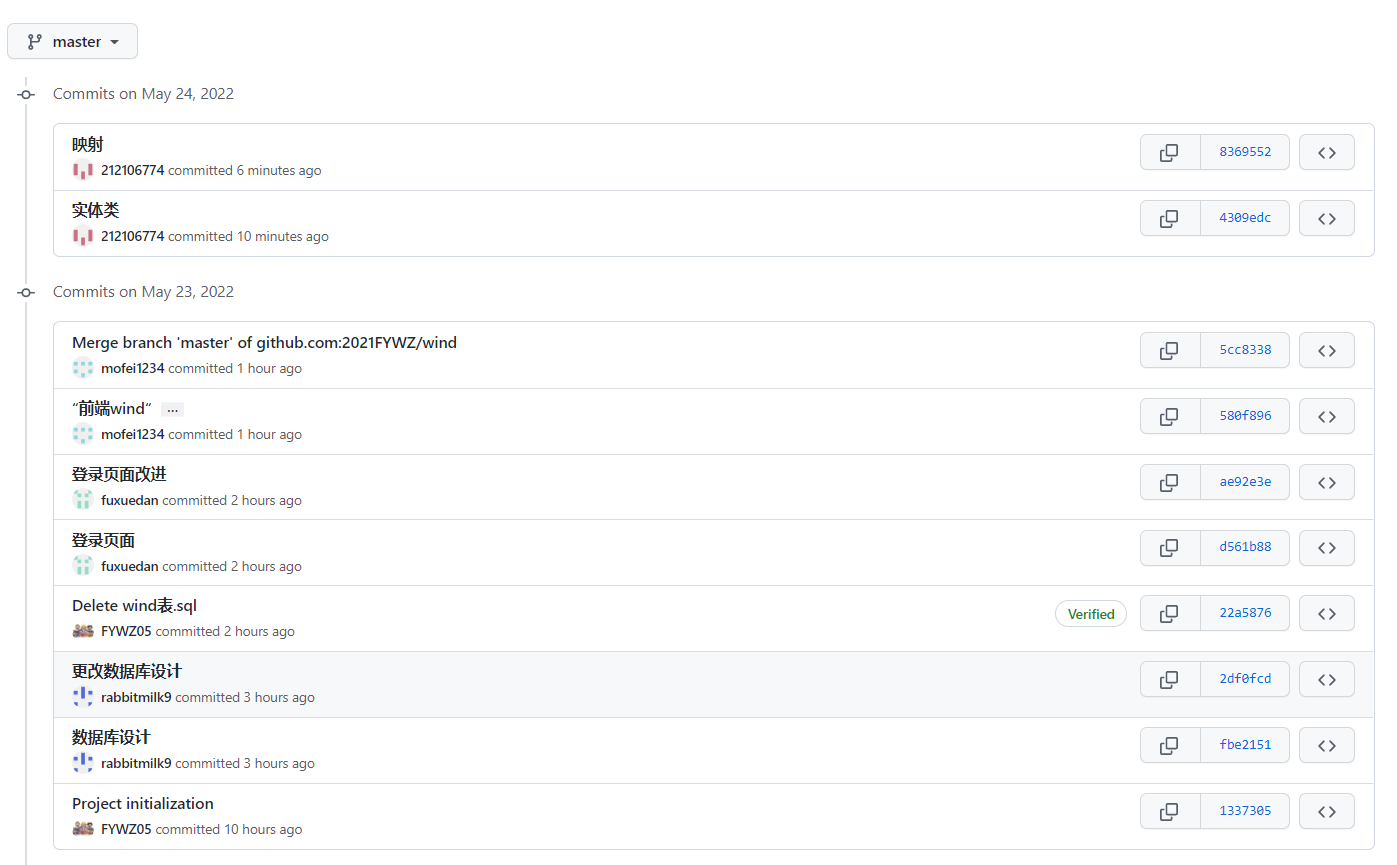 master
Commits on May 24, 2022
映射
8369552
212106774 committed 6 minutes ago
实体类
4309edc
212106774 committed 10 minutes ago
Commits on May 23, 2022
Merge branch 'master' of github.com:2021FYWZ/wind
5cc8338
mofei1234 committed 1 hour ago
“前端wind“ ...
580f896
mofei1234 committed 1 hour ago
登录页面改进
ae92e3e
fuxuedan committed 2 hours ago
登录页面
d561b88
fuxuedan committed 2 hours ago
Delete wind表.sql
Verified 22a5876
FYWZ05 committed 2 hours ago
更改数据库设计
2df0fcd
rabbitmilk9 committed 3 hours ago
数据库设计
fbe2151
rabbitmilk9 committed 3 hours ago
Project initialization
1337305
FYWZ05 committed 10 hours ago